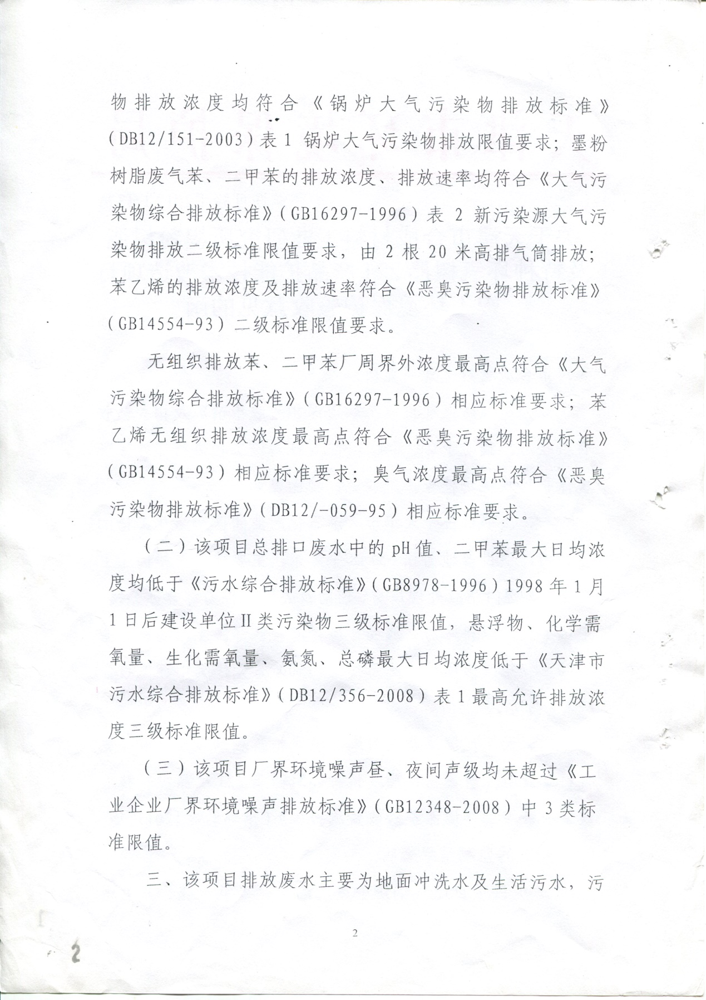 物排放浓度均符合《锅炉大气污染物排放标准》
(DB12/151-2003)表1 锅炉大气污染物排放限值要求；墨粉
树脂废气苯、二甲苯的排放浓度、排放速率均符合《大气污
染物综合排放标准》(GB16297-1996)表 2 新污染源大气污
染物排放二级标准限值要求，由 2 根 20 米高排气筒排放；
苯乙烯的排放浓度及排放速率符合《恶臭污染物排放标准》
(GB14554-93)二级标准限值要求。
无组织排放苯、二甲苯厂周界外浓度最高点符合《大气
污染物综合排放标准》(GB16297-1996)相应标准要求；苯
乙烯无组织排放浓度最高点符合《恶臭污染物排放标准》
(GB14554-93)相应标准要求；臭气浓度最高点符合《恶臭
污染物排放标准》(DB12/-059-95)相应标准要求。
（二）该项目总排口废水中的 pH 值、二甲苯最大日均浓
度均低于《污水综合排放标准》(GB8978-1996)1998 年 1 月
1 日后建设单位Ⅱ类污染物三级标准限值，悬浮物、化学需
氧量、生化需氧量、氨氮、总磷最大日均浓度低于《天津市
污水综合排放标准》(DB12/356-2008)表 1 最高允许排放浓
度三级标准限值。
（三）该项目厂界环境噪声昼、夜间声级均未超过《工
业企业厂界环境噪声排放标准》(GB12348-2008)中 3 类标
准限值。
三、该项目排放废水主要为地面冲洗水及生活污水，污
2
2